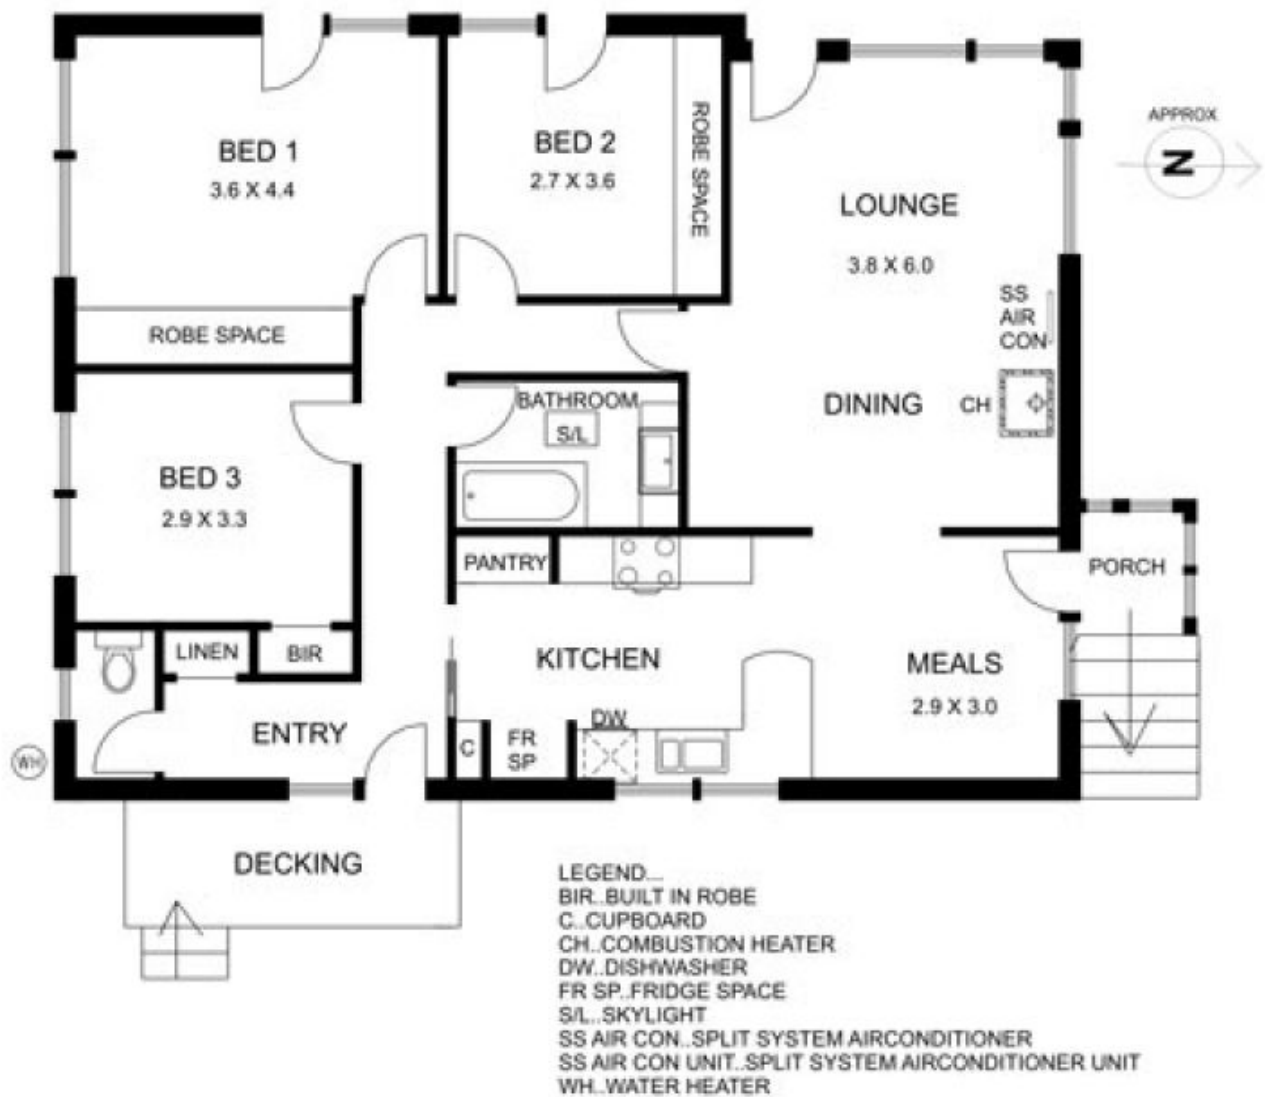 BED 1
3.6 X 4.4
BED 2
2.7 X 3.6
ROBE SPACE
APPROX
N
LOUNGE
3.8 X 6.0
SS
AIR
CON
ROBE SPACE
BATHROOM
S/L
DINING
CH
BED 3
2.9 X 3.3
PANTRY
PORCH
LINEN
BIR
KITCHEN
MEALS
2.9 X 3.0
ENTRY
DW
C
FR
SP
WH
DECKING
LEGEND...
BIR..BUILT IN ROBE
C..CUPBOARD
CH..COMBUSTION HEATER
DW..DISHWASHER
FR SP..FRIDGE SPACE
S/L..SKYLIGHT
SS AIR CON..SPLIT SYSTEM AIRCONDITIONER
SS AIR CON UNIT..SPLIT SYSTEM AIRCONDITIONER UNIT
WH..WATER HEATER